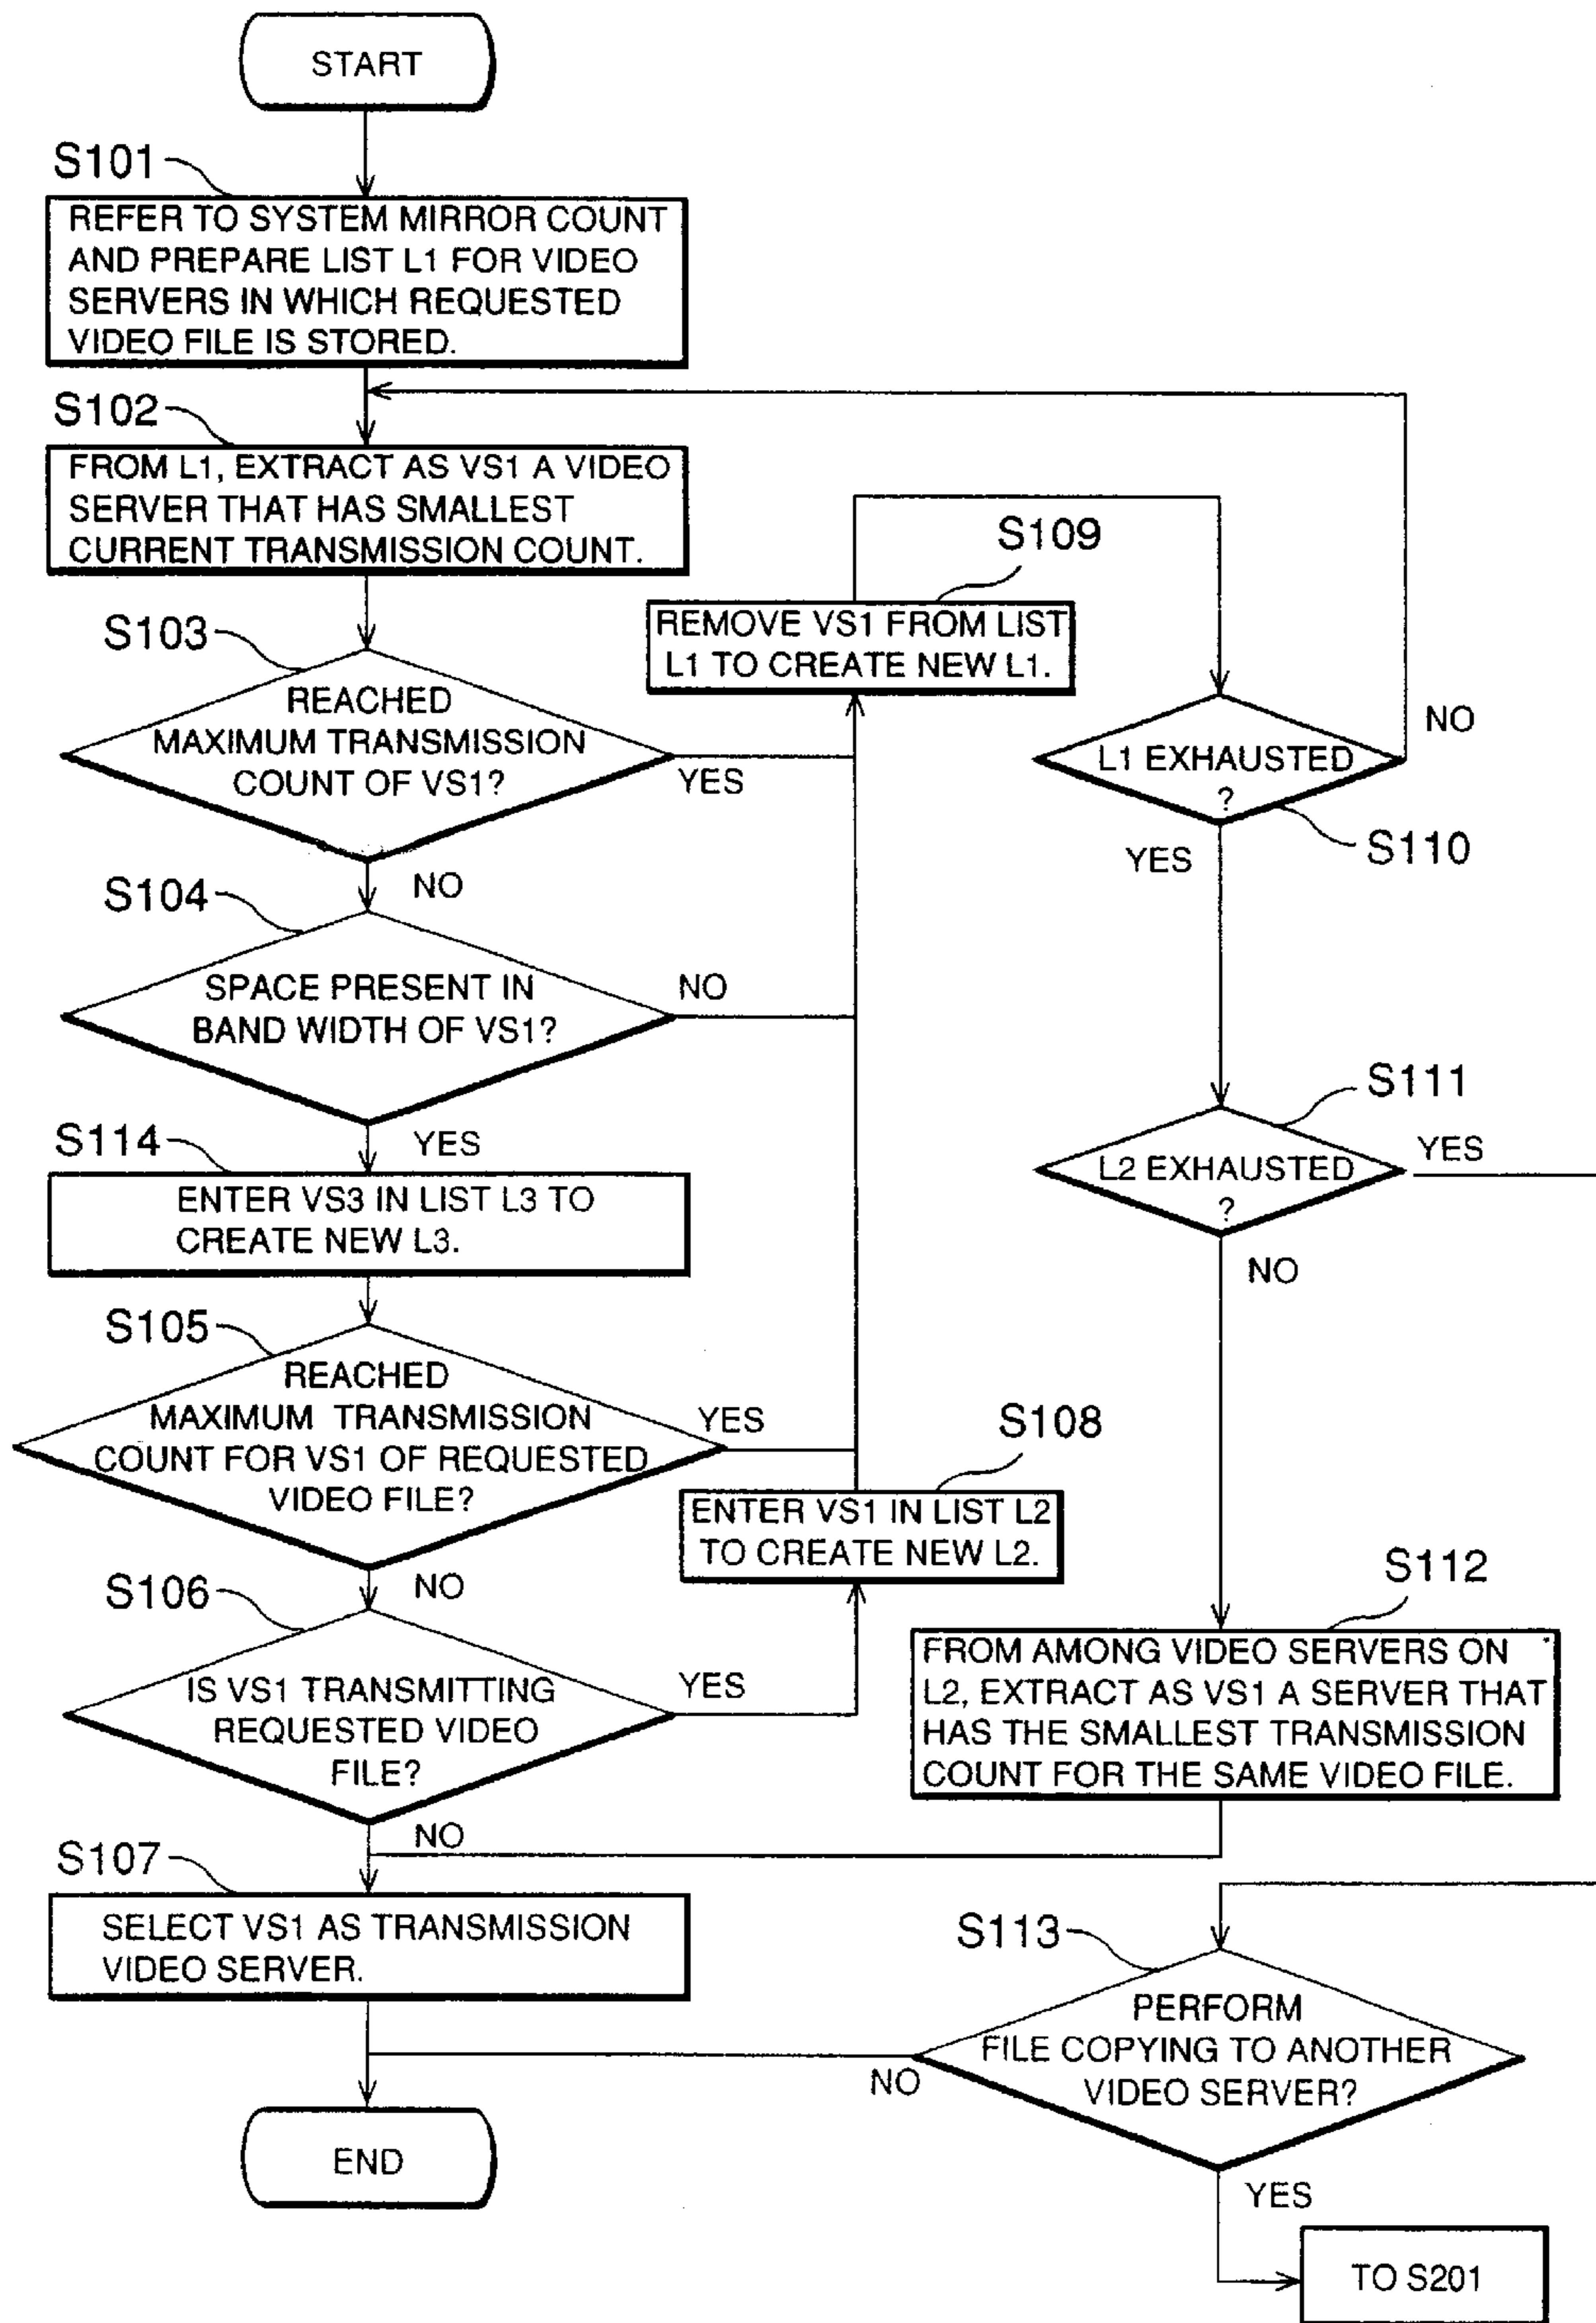 START
S101
REFER TO SYSTEM MIRROR COUNT
AND PREPARE LIST L1 FOR VIDEO
SERVERS IN WHICH REQUESTED
VIDEO FILE IS STORED.
S102
FROM L1, EXTRACT AS VS1 A VIDEO
SERVER THAT HAS SMALLEST
CURRENT TRANSMISSION COUNT.
S103
REACHED
MAXIMUM TRANSMISSION
COUNT OF VS1?
YES
NO
S104
SPACE PRESENT IN
BAND WIDTH OF VS1?
NO
YES
S114
ENTER VS3 IN LIST L3 TO
CREATE NEW L3.
S105
REACHED
MAXIMUM TRANSMISSION
COUNT FOR VS1 OF REQUESTED
VIDEO FILE?
YES
NO
S106
IS VS1 TRANSMITTING
REQUESTED VIDEO
FILE?
YES
NO
S107
SELECT VS1 AS TRANSMISSION
VIDEO SERVER.
END
S108
ENTER VS1 IN LIST L2
TO CREATE NEW L2.
S109
REMOVE VS1 FROM LIST
L1 TO CREATE NEW L1.
L1 EXHAUSTED
?
NO
S110
YES
S111
L2 EXHAUSTED
?
YES
NO
S112
FROM AMONG VIDEO SERVERS ON
L2, EXTRACT AS VS1 A SERVER THAT
HAS THE SMALLEST TRANSMISSION
COUNT FOR THE SAME VIDEO FILE.
S113
PERFORM
FILE COPYING TO ANOTHER
VIDEO SERVER?
NO
YES
TO S201